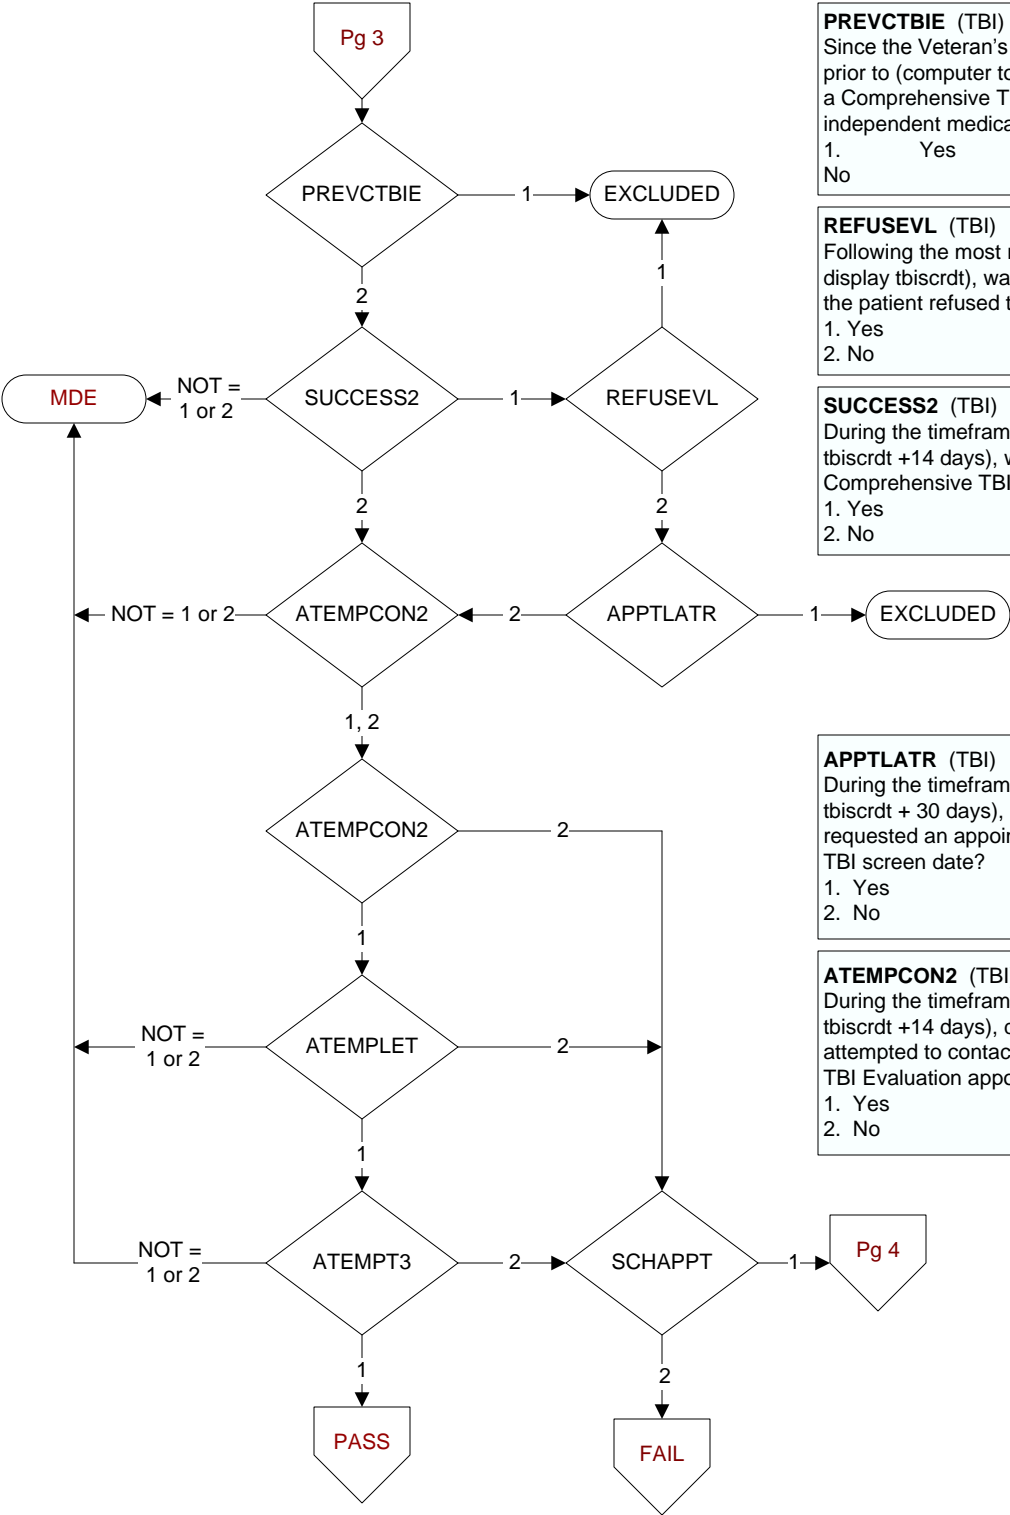 Pg 3
PREVCTBIE
1
EXCLUDED
2
1
MDE
NOT =
1 or 2
SUCCESS2
1
REFUSEVL
2
2
NOT = 1 or 2
ATEMPCON2
2
APPTLATR
1
EXCLUDED
1, 2
ATEMPCON2
2
1
NOT =
1 or 2
ATEMPLET
2
1
NOT =
1 or 2
ATEMPT3
2
SCHAPPT
1
Pg 4
1
2
PASS
FAIL
PREVCTBIE (TBI)
Since the Veteran's
prior to (computer to
a Comprehensive T
independent medica
1. Yes
No
REFUSEVL (TBI)
Following the most r
display tbiscrdt), wa
the patient refused t
1. Yes
2. No
SUCCESS2 (TBI)
During the timefram
tbiscrdt +14 days), w
Comprehensive TBI
1. Yes
2. No
APPTLATR (TBI)
During the timefram
tbiscrdt + 30 days),
requested an appoin
TBI screen date?
1. Yes
2. No
ATEMPCON2 (TBI
During the timefram
tbiscrdt +14 days), d
attempted to contac
TBI Evaluation appo
1. Yes
2. No